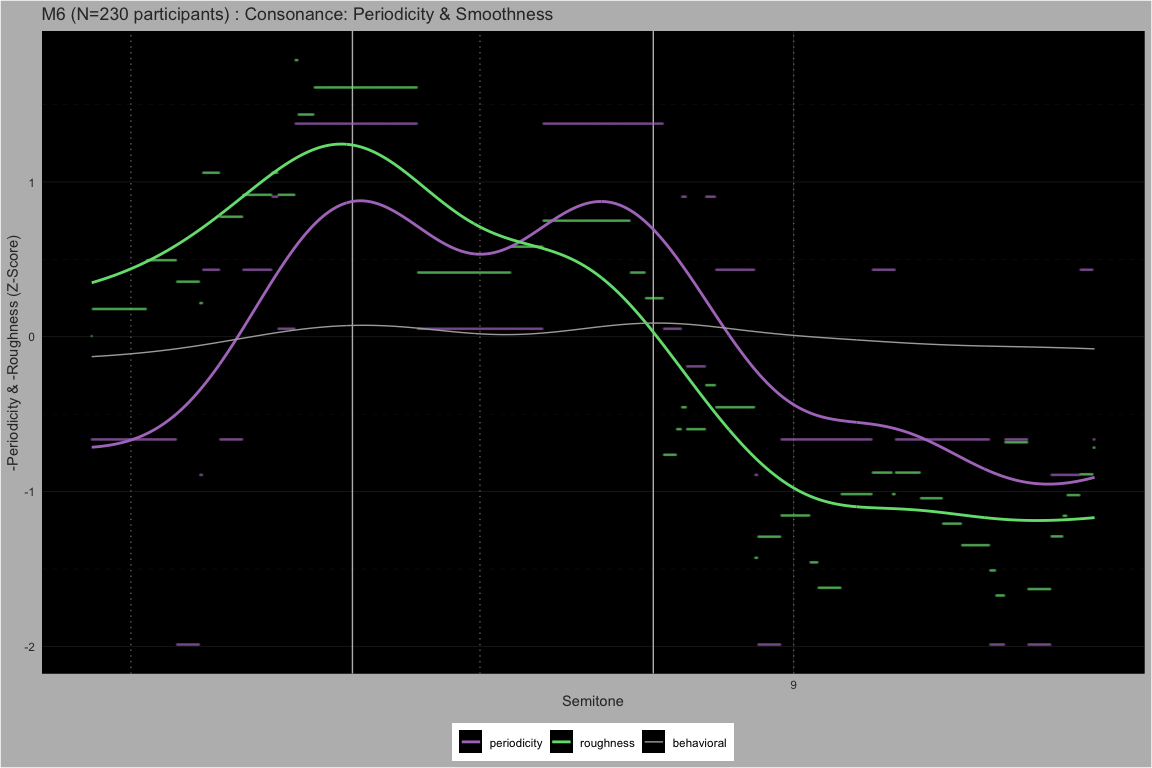 M6 (N=230 participants) : Consonance: Periodicity & Smoothness
-Periodicity & -Roughness (Z-Score)
1
0
-1
-2
9
Semitone
periodicity roughness behavioral